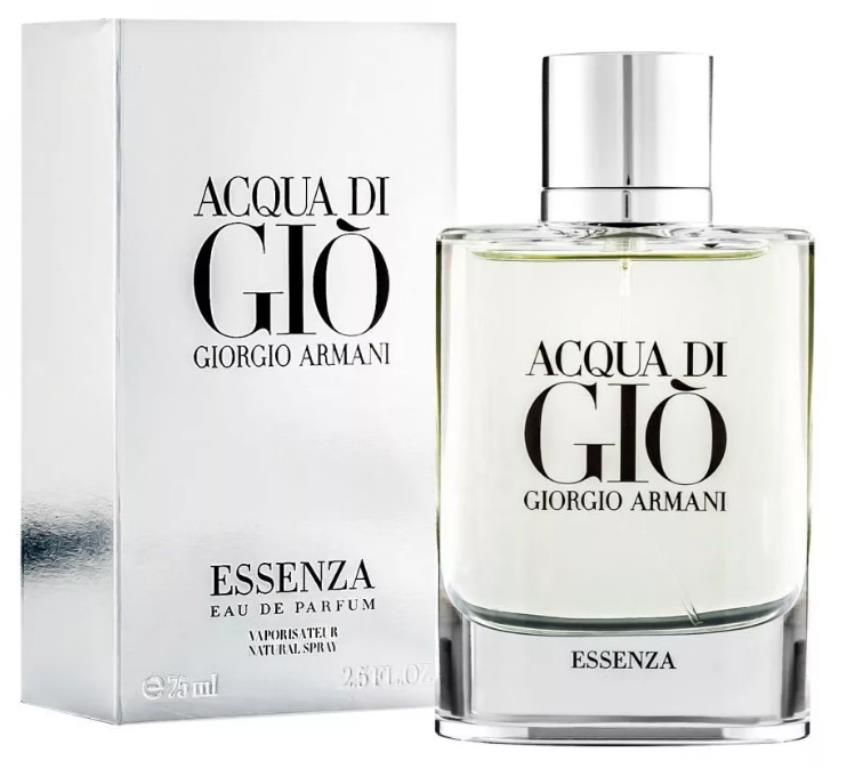 ACQUA DI
GIÒ
GIORGIO ARMANI
ESSENZA
EAU DE PARFUM
VAPORISATEUR
NATURAL SPRAY
℮75 ml 2.5 FL.OZ
ACQUA DI
GIÒ
GIORGIO ARMANI
ESSENZA